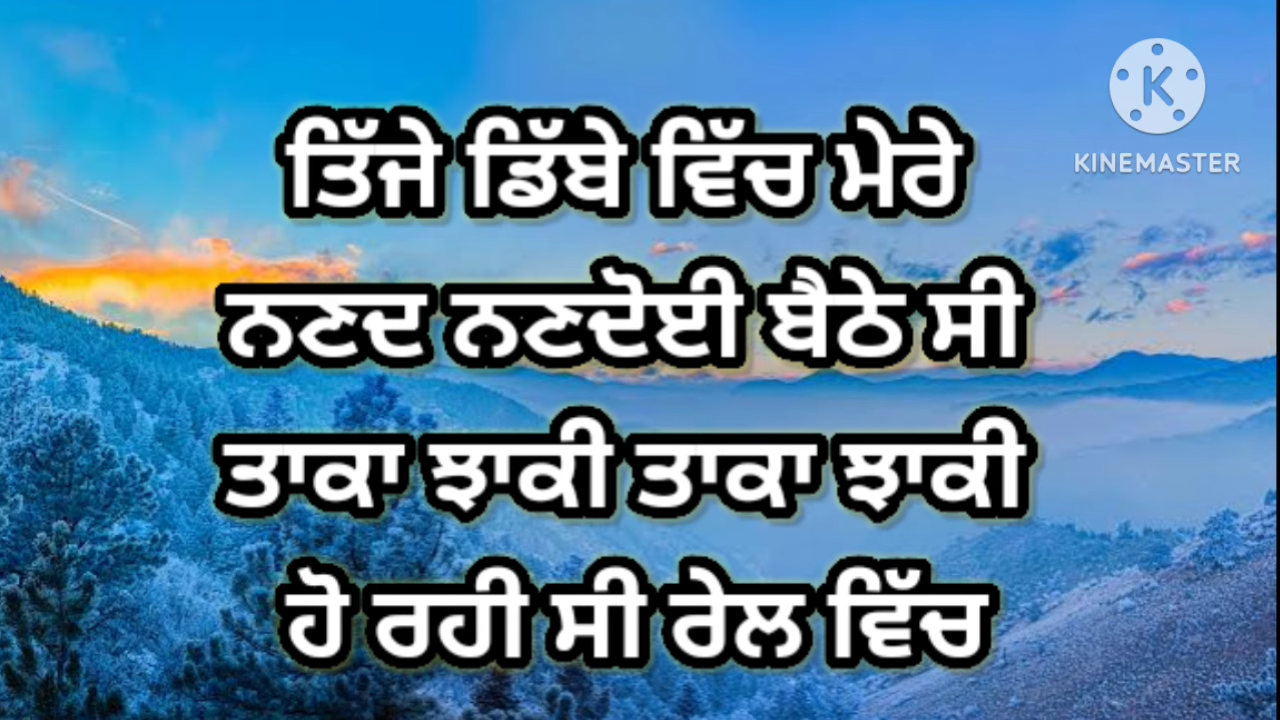 ਤਿੱਜੇ ਡਿੱਬੇ ਵਿੱਚ ਮੇਰੇ
ਨਣਦ ਨਣਦੋਈ ਬੈਠੇ ਸੀ
ਤਾਕਾ ਝਾਕੀ ਤਾਕਾ ਝਾਕੀ
ਹੋ ਰਹੀ ਸੀ ਰੇਲ ਵਿੱਚ
K
KINEMASTER